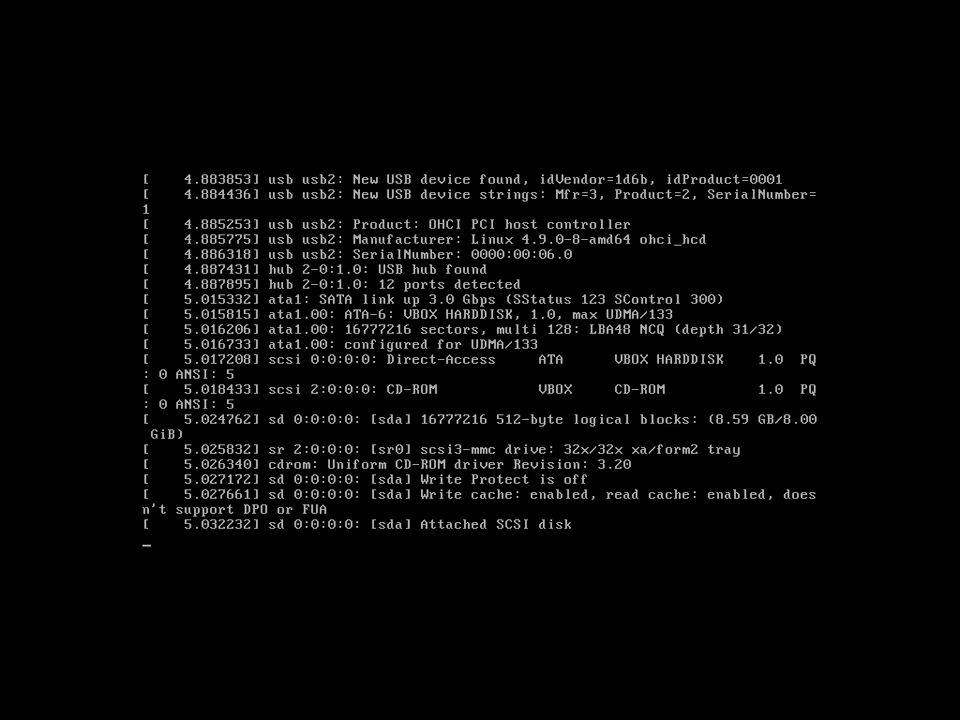 [    4.883853] usb usb2: New USB device found, idVendor=1d6b, idProduct=0001
[    4.884436] usb usb2: New USB device strings: Mfr=3, Product=2, SerialNumber=
1
[    4.885253] usb usb2: Product: OHCI PCI host controller
[    4.885775] usb usb2: Manufacturer: Linux 4.9.0-8-amd64 ohci_hcd
[    4.886318] usb usb2: SerialNumber: 0000:00:06.0
[    4.887431] hub 2-0:1.0: USB hub found
[    4.887895] hub 2-0:1.0: 12 ports detected
[    5.015332] ata1: SATA link up 3.0 Gbps (SStatus 123 SControl 300)
[    5.015815] ata1.00: ATA-6: VBOX HARDDISK, 1.0, max UDMA/133
[    5.016206] ata1.00: 16777216 sectors, multi 128: LBA48 NCQ (depth 31/32)
[    5.016733] ata1.00: configured for UDMA/133
[    5.017208] scsi 0:0:0:0: Direct-Access     ATA      VBOX HARDDISK    1.0  PQ
: 0 ANSI: 5
[    5.018433] scsi 2:0:0:0: CD-ROM            VBOX     CD-ROM           1.0  PQ
: 0 ANSI: 5
[    5.024762] sd 0:0:0:0: [sda] 16777216 512-byte logical blocks: (8.59 GB/8.00
 GiB)
[    5.025832] sr 2:0:0:0: [sr0] scsi3-mmc drive: 32x/32x xa/form2 tray
[    5.026340] cdrom: Uniform CD-ROM driver Revision: 3.20
[    5.027172] sd 0:0:0:0: [sda] Write Protect is off
[    5.027661] sd 0:0:0:0: [sda] Write cache: enabled, read cache: enabled, does
n't support DPO or FUA
[    5.032232] sd 0:0:0:0: [sda] Attached SCSI disk
_